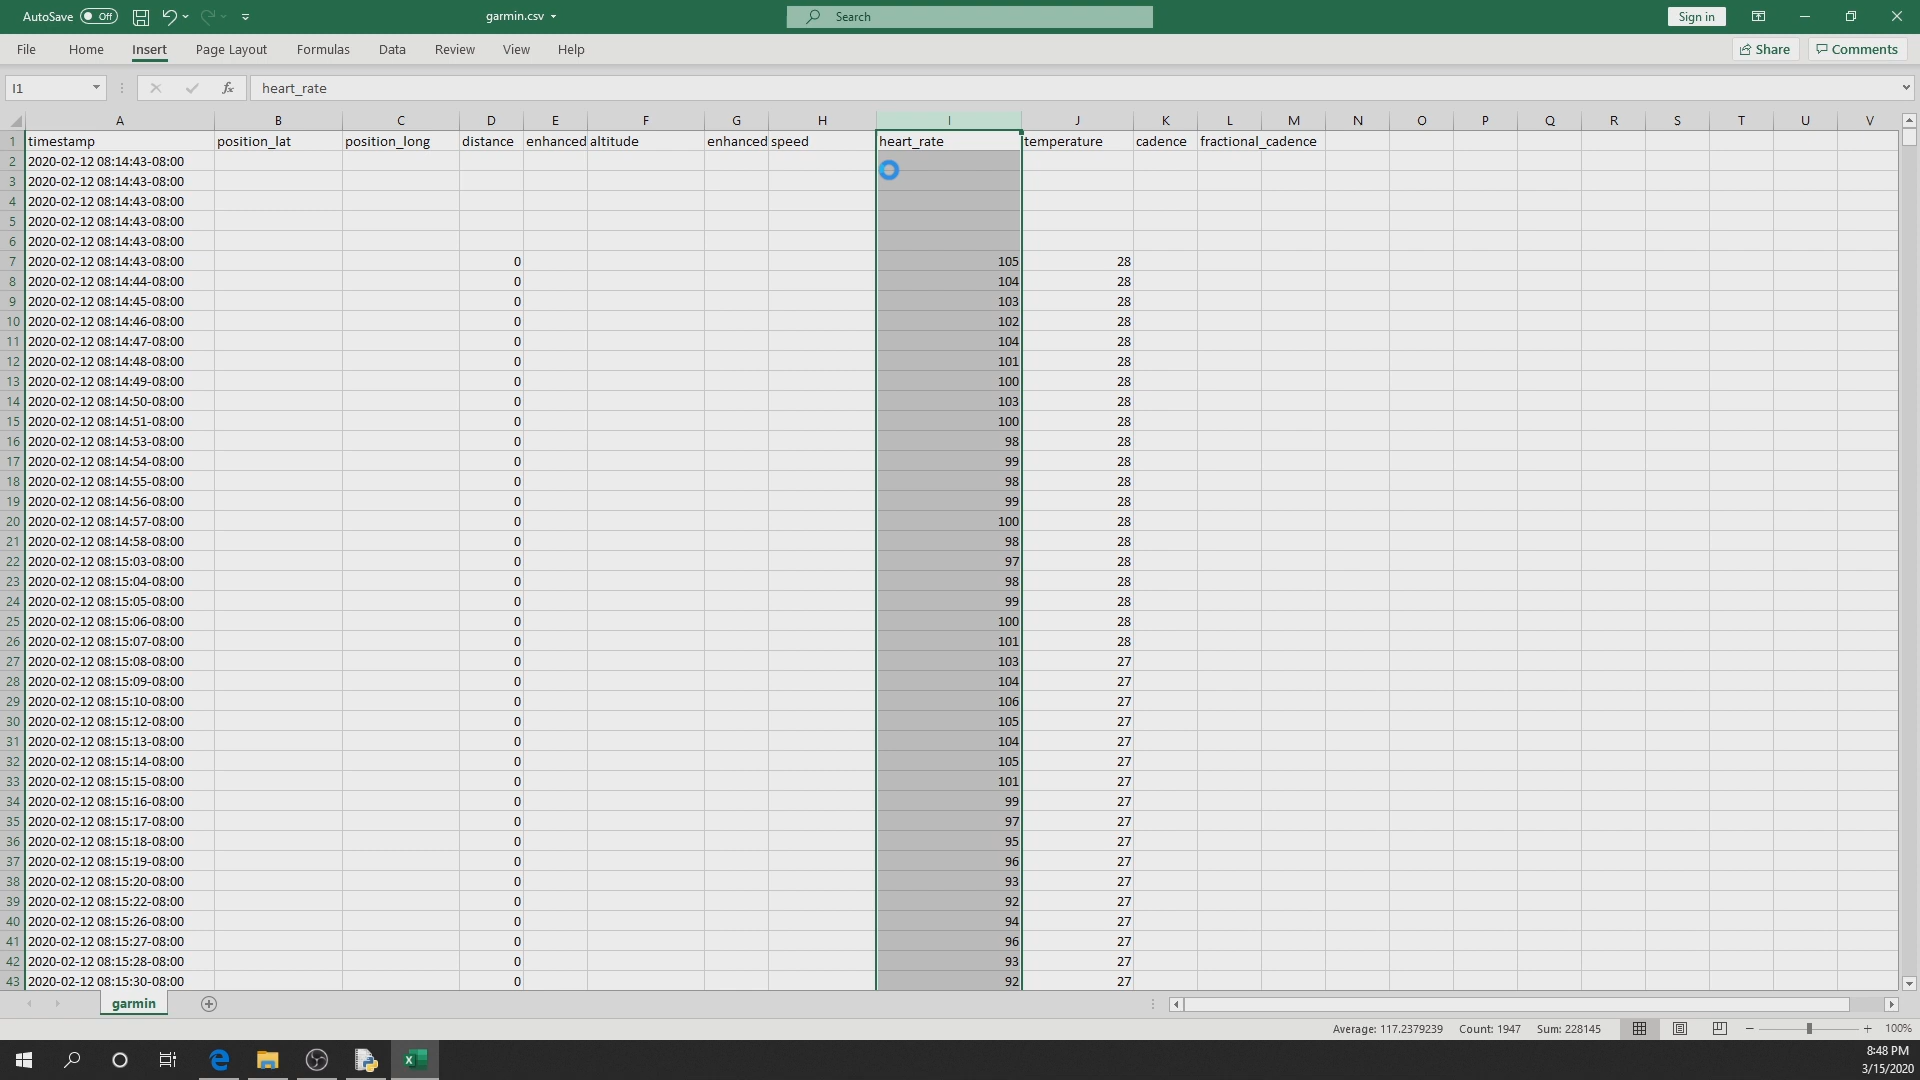 AutoSave Off garmin.csv Search Sign in
File Home Insert Page Layout Formulas Data Review View Help Share Comments
I1 fx heart_rate
A B C D E F G H I J K L M N O P Q R S T U V
1 timestamp position_lat position_long distance enhanced altitude enhanced speed heart_rate temperature cadence fractional_cadence
2 2020-02-12 08:14:43-08:00
3 2020-02-12 08:14:43-08:00
4 2020-02-12 08:14:43-08:00
5 2020-02-12 08:14:43-08:00
6 2020-02-12 08:14:43-08:00
7 2020-02-12 08:14:43-08:00 0 105 28
8 2020-02-12 08:14:44-08:00 0 104 28
9 2020-02-12 08:14:45-08:00 0 103 28
10 2020-02-12 08:14:46-08:00 0 102 28
11 2020-02-12 08:14:47-08:00 0 104 28
12 2020-02-12 08:14:48-08:00 0 101 28
13 2020-02-12 08:14:49-08:00 0 100 28
14 2020-02-12 08:14:50-08:00 0 103 28
15 2020-02-12 08:14:51-08:00 0 100 28
16 2020-02-12 08:14:53-08:00 0 98 28
17 2020-02-12 08:14:54-08:00 0 99 28
18 2020-02-12 08:14:55-08:00 0 98 28
19 2020-02-12 08:14:56-08:00 0 99 28
20 2020-02-12 08:14:57-08:00 0 100 28
21 2020-02-12 08:14:58-08:00 0 98 28
22 2020-02-12 08:15:03-08:00 0 97 28
23 2020-02-12 08:15:04-08:00 0 98 28
24 2020-02-12 08:15:05-08:00 0 99 28
25 2020-02-12 08:15:06-08:00 0 100 28
26 2020-02-12 08:15:07-08:00 0 101 28
27 2020-02-12 08:15:08-08:00 0 103 27
28 2020-02-12 08:15:09-08:00 0 104 27
29 2020-02-12 08:15:10-08:00 0 106 27
30 2020-02-12 08:15:12-08:00 0 105 27
31 2020-02-12 08:15:13-08:00 0 104 27
32 2020-02-12 08:15:14-08:00 0 105 27
33 2020-02-12 08:15:15-08:00 0 101 27
34 2020-02-12 08:15:16-08:00 0 99 27
35 2020-02-12 08:15:17-08:00 0 97 27
36 2020-02-12 08:15:18-08:00 0 95 27
37 2020-02-12 08:15:19-08:00 0 96 27
38 2020-02-12 08:15:20-08:00 0 93 27
39 2020-02-12 08:15:22-08:00 0 92 27
40 2020-02-12 08:15:26-08:00 0 94 27
41 2020-02-12 08:15:27-08:00 0 96 27
42 2020-02-12 08:15:28-08:00 0 93 27
43 2020-02-12 08:15:30-08:00 0 92 27
garmin
Average: 117.2379239 Count: 1947 Sum: 228145 100%
8:48 PM
3/15/2020